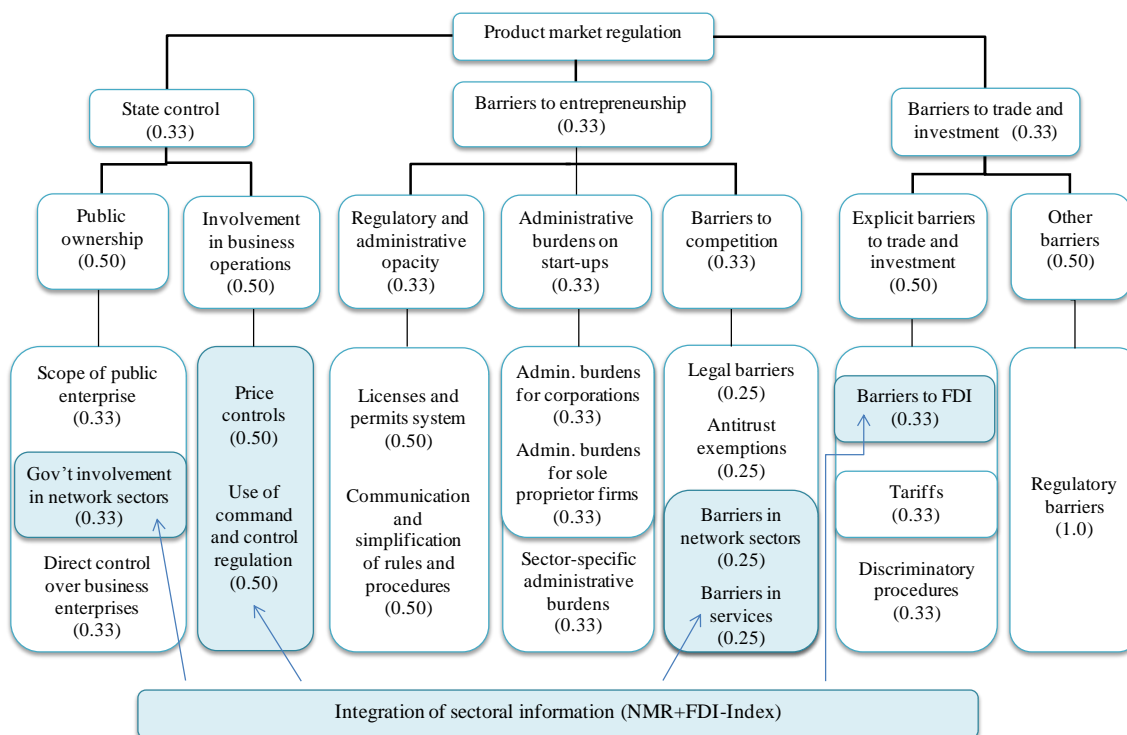 Product market regulation
State control
(0.33)
Barriers to entrepreneurship
(0.33)
Barriers to trade and
investment (0.33)
Public
ownership
(0.50)
Involvement
in business
operations
(0.50)
Regulatory and
administrative
opacity
(0.33)
Administrative
burdens on
start-ups
(0.33)
Barriers to
competition
(0.33)
Explicit barriers
to trade and
investment
(0.50)
Other
barriers
(0.50)
Scope of public
enterprise
(0.33)
Gov’t involvement
in network sectors
(0.33)
Direct control
over business
enterprises
(0.33)
Price
controls
(0.50)
Use of
command
and control
regulation
(0.50)
Licenses and
permits system
(0.50)
Communication
and
simplification
of rules and
procedures
(0.50)
Admin. burdens
for corporations
(0.33)
Admin. burdens
for sole
proprietor firms
(0.33)
Sector-specific
administrative
burdens
(0.33)
Legal barriers
(0.25)
Antitrust
exemptions
(0.25)
Barriers in
network sectors
(0.25)
Barriers in
services
(0.25)
Barriers to FDI
(0.33)
Tariffs
(0.33)
Discriminatory
procedures
(0.33)
Regulatory
barriers
(1.0)
Integration of sectoral information (NMR+FDI-Index)